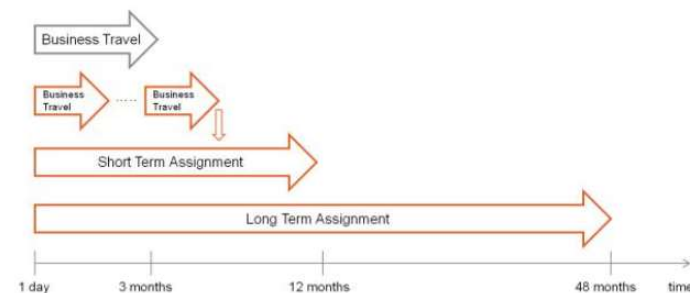 Business Travel
Business
Travel
.....
Business
Travel
Short Term Assignment
Long Term Assignment
1 day
3 months
12 months
48 months
time